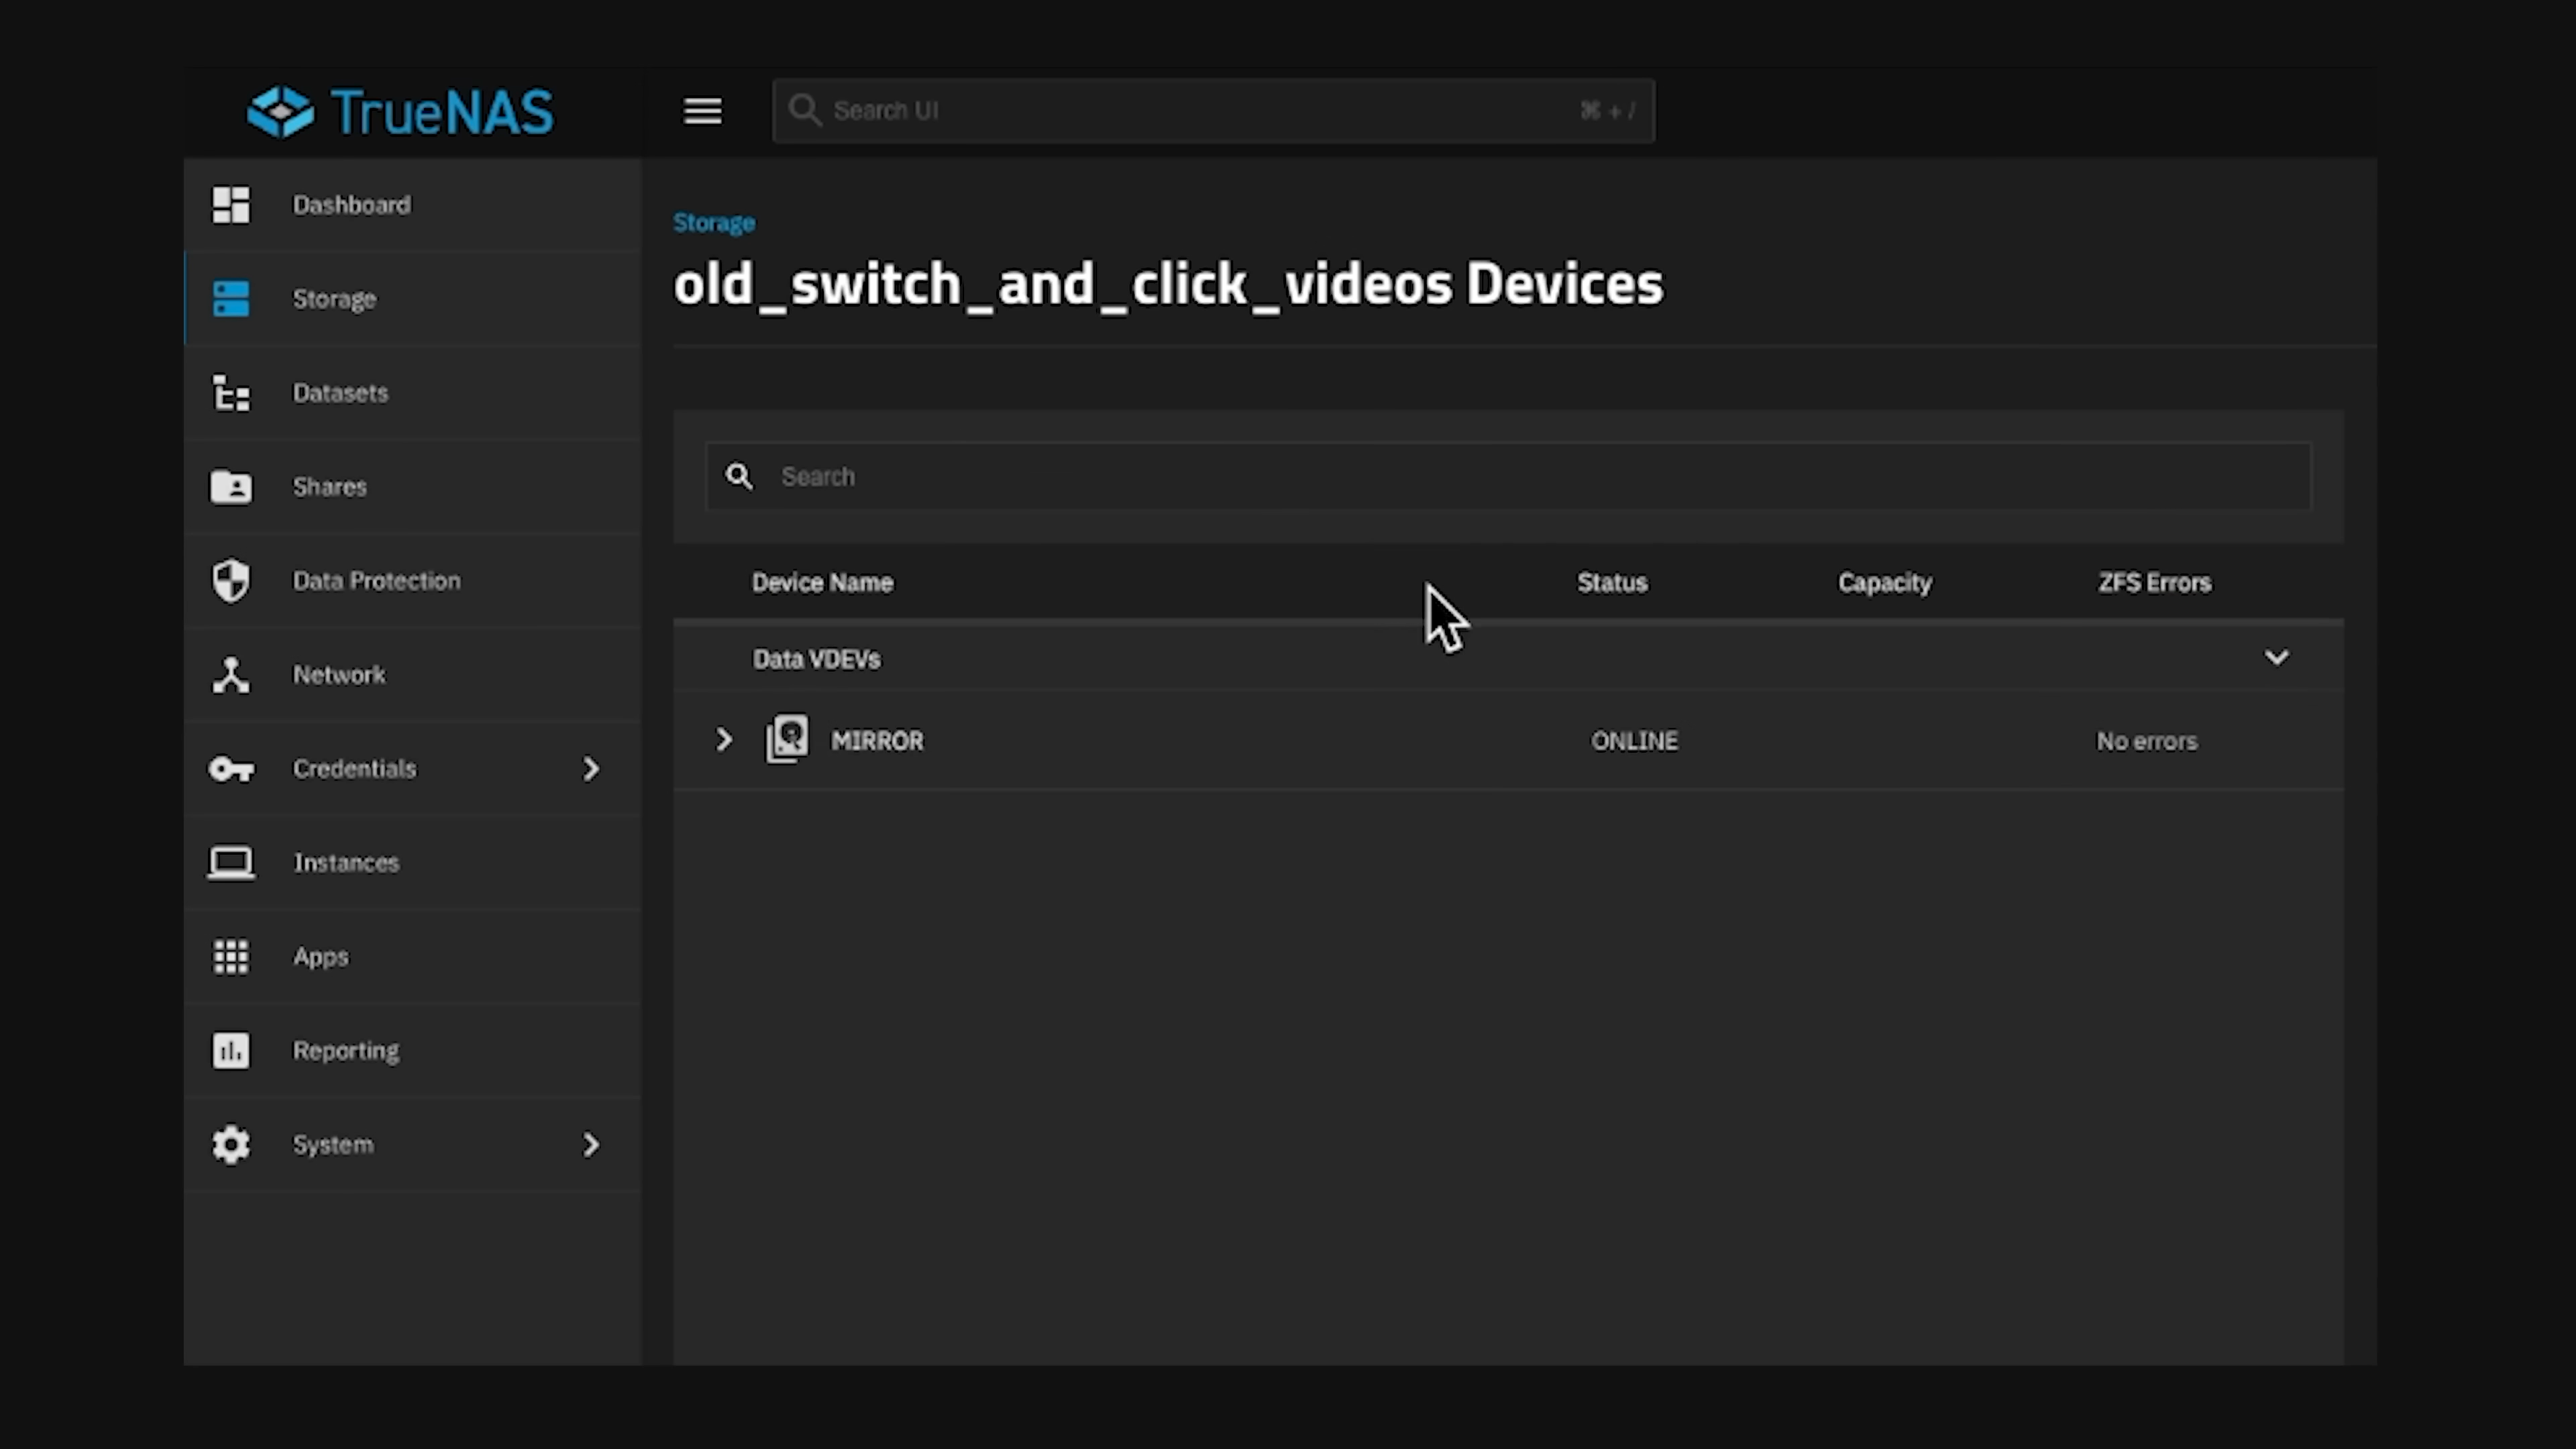 TrueNAS
Search UI
⌘ + /
Dashboard
Storage
Datasets
Shares
Data Protection
Network
Credentials
Instances
Apps
Reporting
System
Storage
old_switch_and_click_videos Devices
Search
Device Name Status Capacity ZFS Errors
Data VDEVs
MIRROR ONLINE No errors